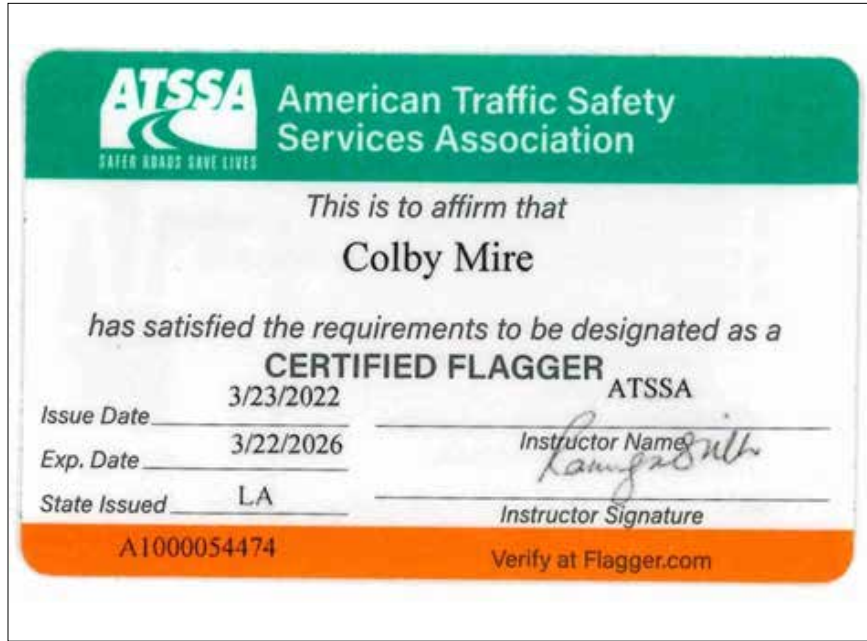 ATSSA
SAFER ROADS SAVE LIVES
American Traffic Safety
Services Association
This is to affirm that
Colby Mire
has satisfied the requirements to be designated as a
CERTIFIED FLAGGER
Issue Date 3/23/2022
ATSSA
Instructor Name
Exp. Date 3/22/2026
State Issued LA
Instructor Signature
A1000054474
Verify at Flagger.com